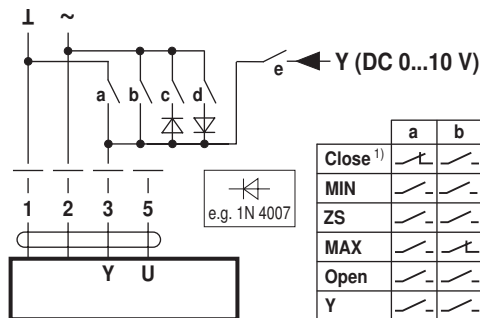 ⊥ ~
a b c d e Y (DC 0...10 V)
1 2 3 5
Y U
e.g. 1N 4007
a b
Close 1)
MIN
ZS
MAX
Open
Y